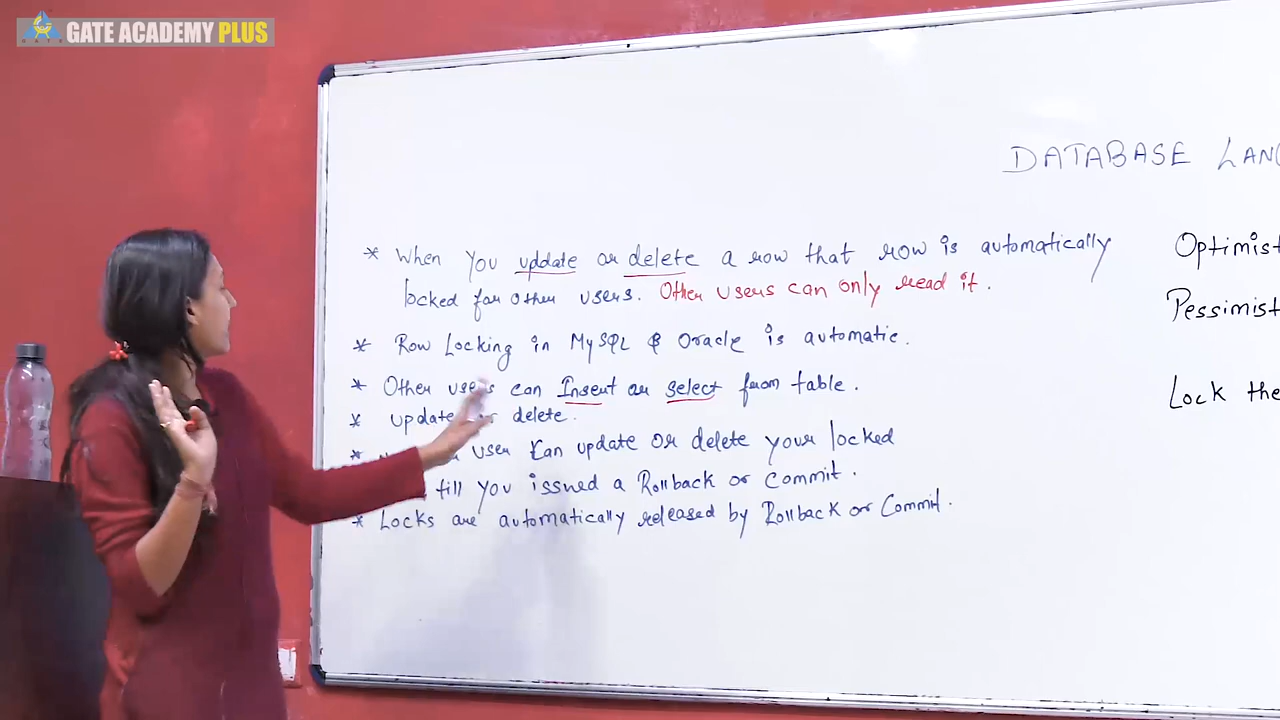 GATE ACADEMY PLUS
DATABASE LAN
* When you update or delete a row that row is automatically
locked for other users. Other users can only read it.
* Row Locking in MySQL & Oracle is automatic.
* Other users can Insert or select from table.
* update or delete.
* user can update or delete your locked
till you issued a Rollback or Commit.
* Locks are automatically released by Rollback or Commit.
Optimist
Pessimist
Lock the